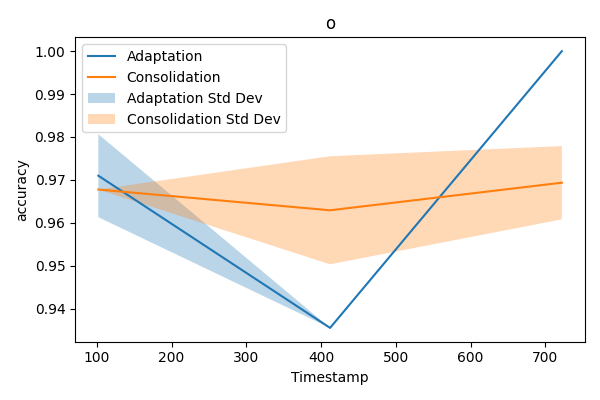 o
Adaptation
Consolidation
Adaptation Std Dev
Consolidation Std Dev
1.00
0.99
0.98
0.97
0.96
0.95
0.94
accuracy
100 200 300 400 500 600 700
Timestamp